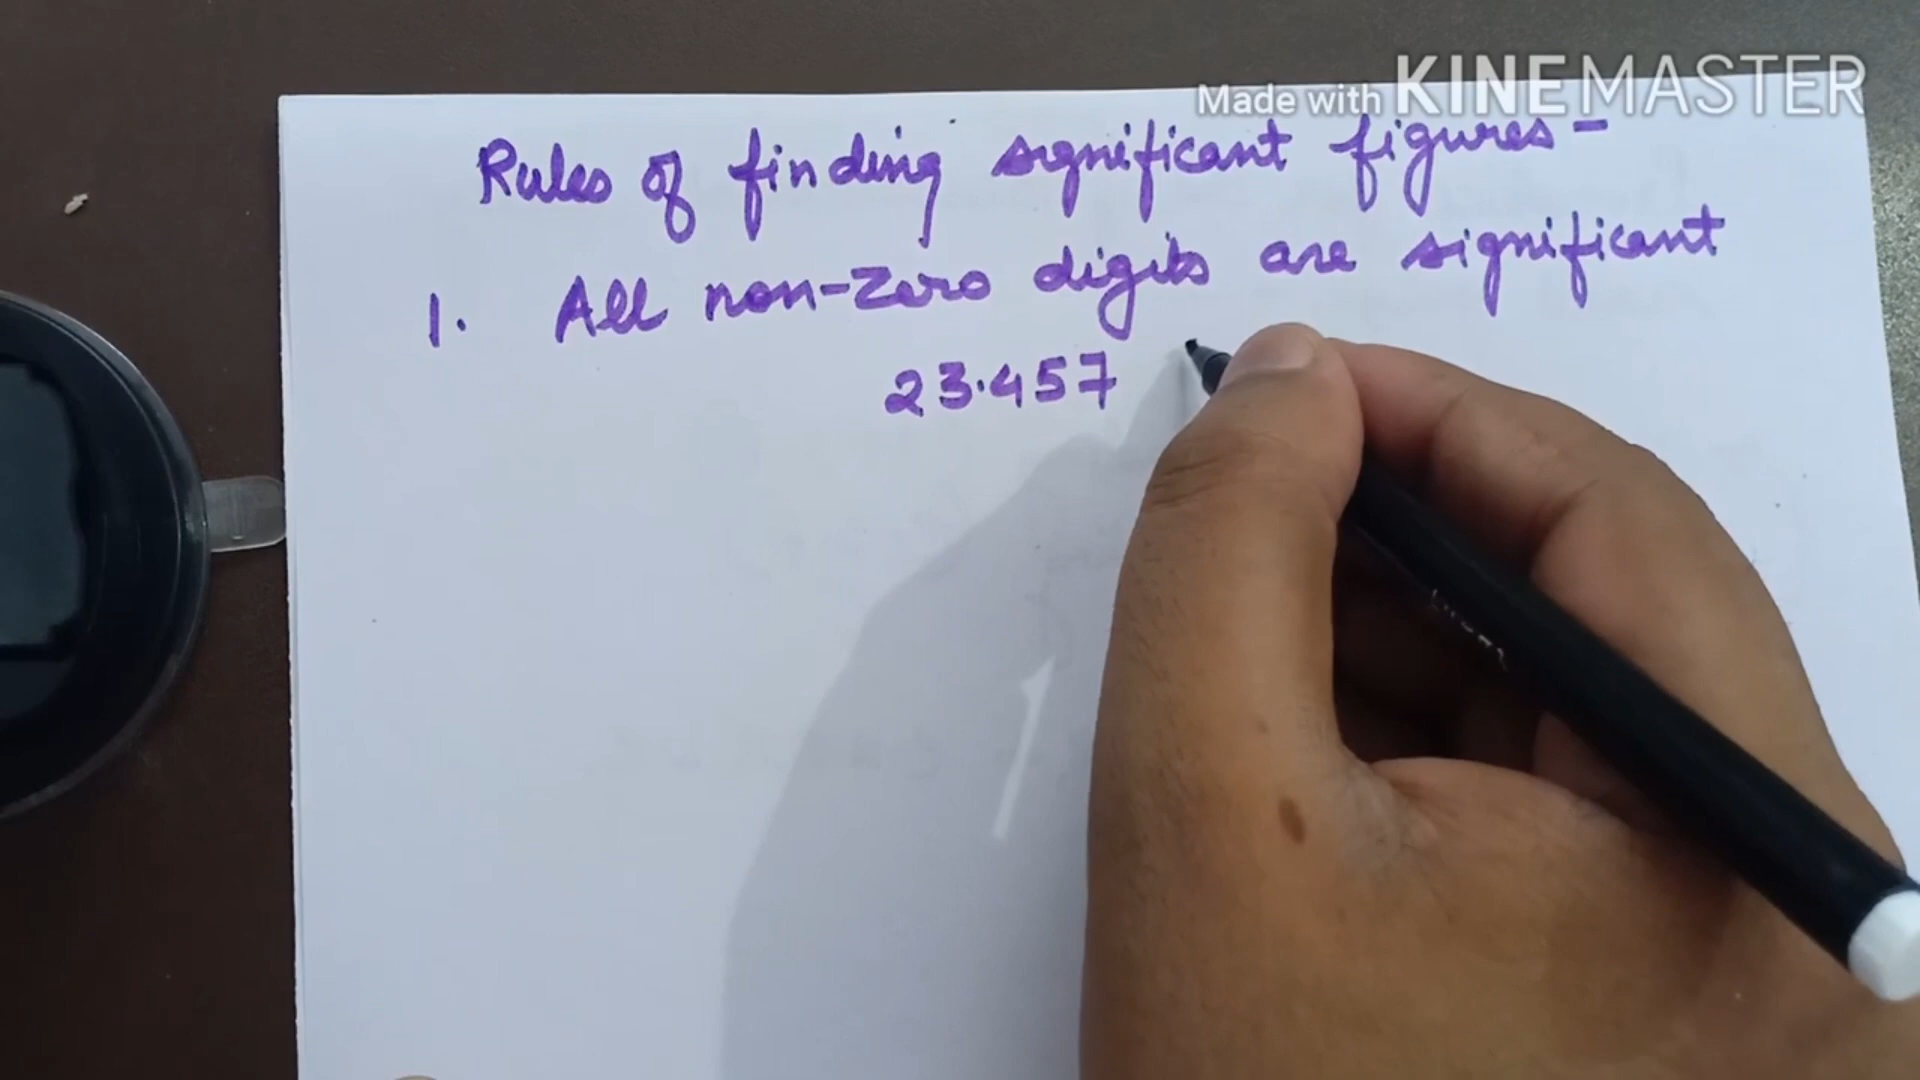 Made with KINEMASTER
Rules of finding significant figures-
1. All non-Zero digits are significant
23.457